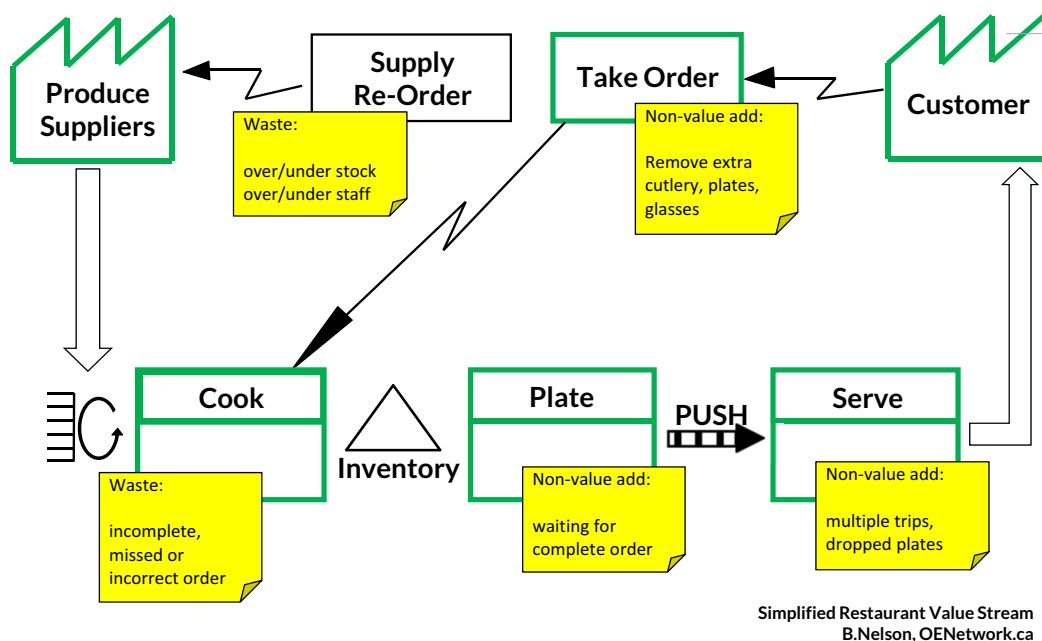 Produce
Suppliers
Supply
Re-Order
Waste:
over/under stock
over/under staff
Take Order
Non-value add:
Remove extra
cutlery, plates,
glasses
Customer
Cook
Waste:
incomplete,
missed or
incorrect order
Inventory
Plate
Non-value add:
waiting for
complete order
PUSH
Serve
Non-value add:
multiple trips,
dropped plates
Simplified Restaurant Value Stream
B.Nelson, OENetwork.ca